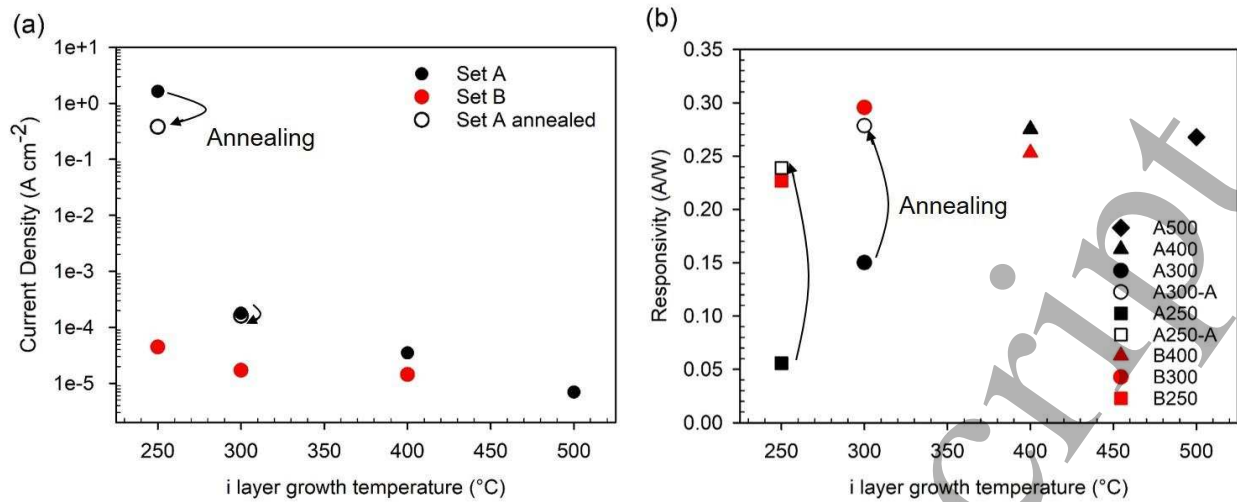 (a)
1e+1
1e+0
1e-1
1e-2
1e-3
1e-4
1e-5
Current Density (A cm-2)
250 300 350 400 450 500
i layer growth temperature (°C)
Set A
Set B
Set A annealed
Annealing
(b)
0.35
0.30
0.25
0.20
0.15
0.10
0.05
0.00
Responsivity (A/W)
250 300 350 400 450 500
i layer growth temperature (°C)
Annealing
A500
A400
A300
A300-A
A250
A250-A
B400
B300
B250
cript